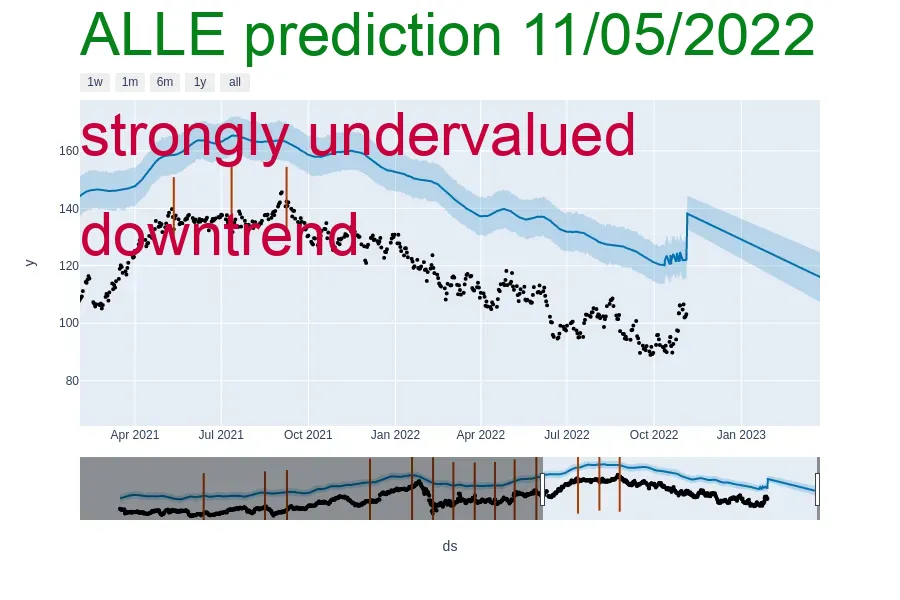 ALLE prediction 11/05/2022
1w 1m 6m 1y all
strongly undervalued
downtrend
160
140
120
100
80
y
Apr 2021 Jul 2021 Oct 2021 Jan 2022 Apr 2022 Jul 2022 Oct 2022 Jan 2023
ds